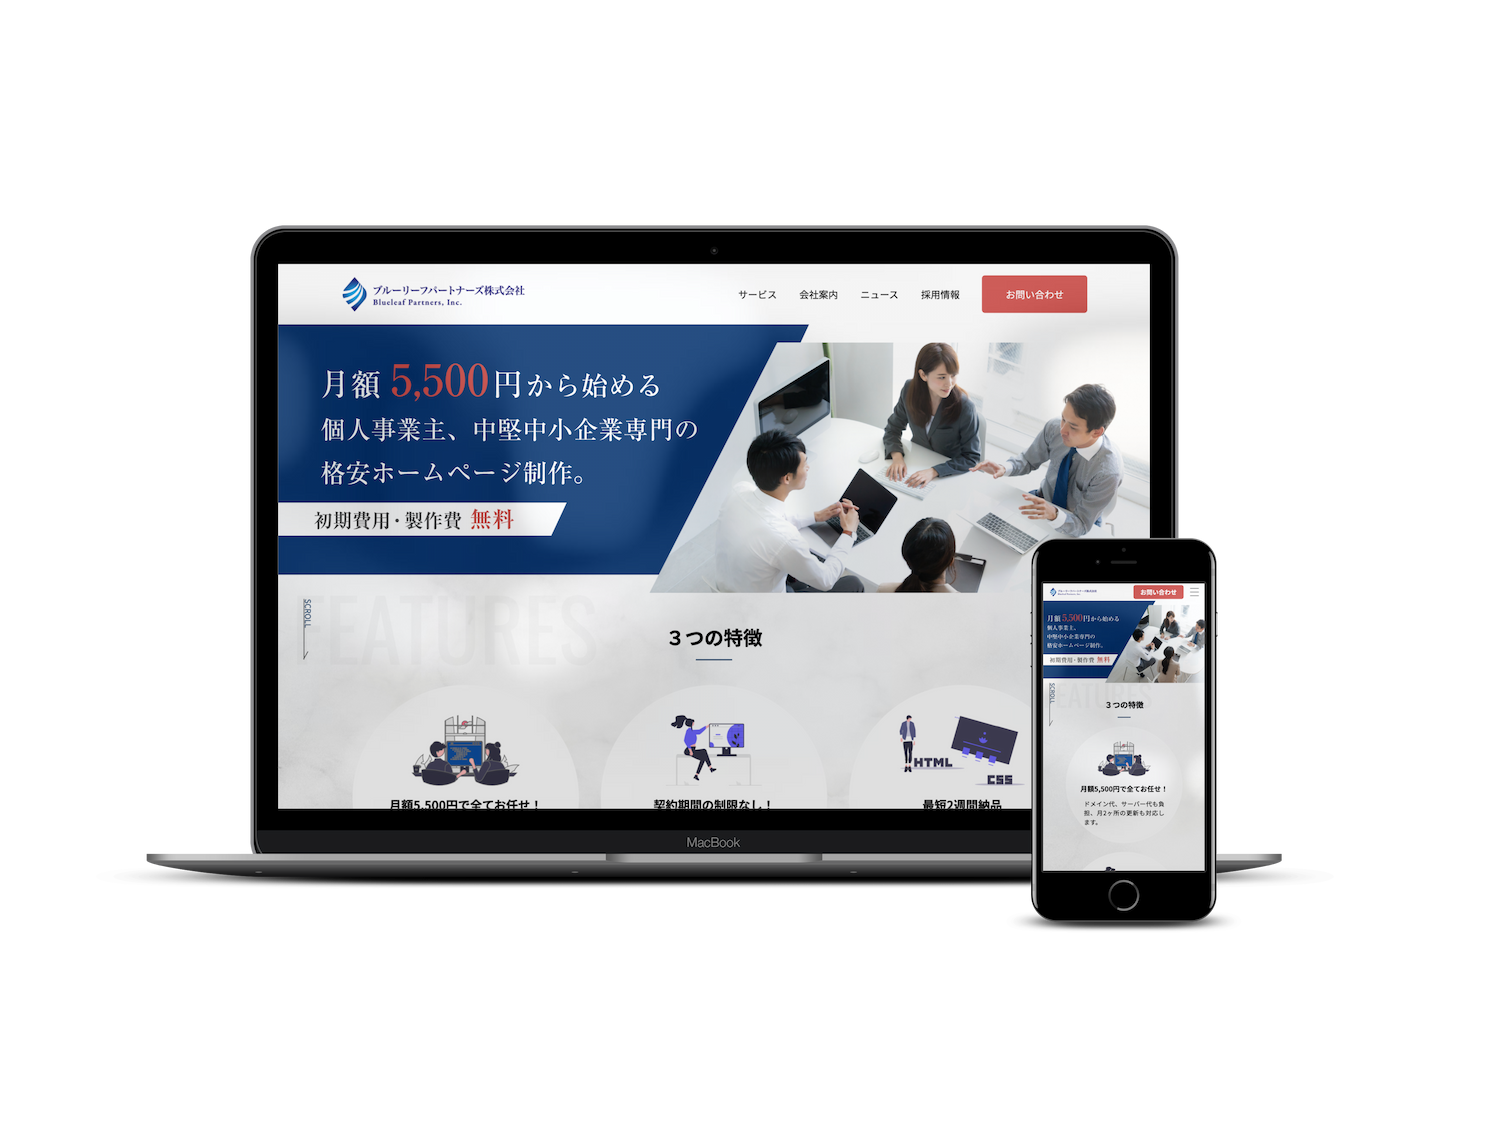 ブルーリーフパートナーズ株式会社
Blueleaf Partners, Inc.
サービス 会社案内 ニュース 採用情報 お問い合わせ
月額 5,500円から始める
個人事業主、中堅中小企業専門の
格安ホームページ制作。
初期費用・製作費 無料
SCROLL
FEATURES
３つの特徴
HTML
CSS
月額5,500円で全てお任せ！
契約期間の制限なし！
最短2週間納品
MacBook
ブルーリーフパートナーズ株式会社
Blueleaf Partners, Inc.
お問い合わせ
月額 5,500円から始める
個人事業主、
中堅中小企業専門の
格安ホームページ制作。
初期費用・製作費 無料
SCROLL
FEATURES
３つの特徴
月額5,500円で全てお任せ！
ドメイン代、サーバー代も負
担、月2ヶ所の更新も対応し
ます。